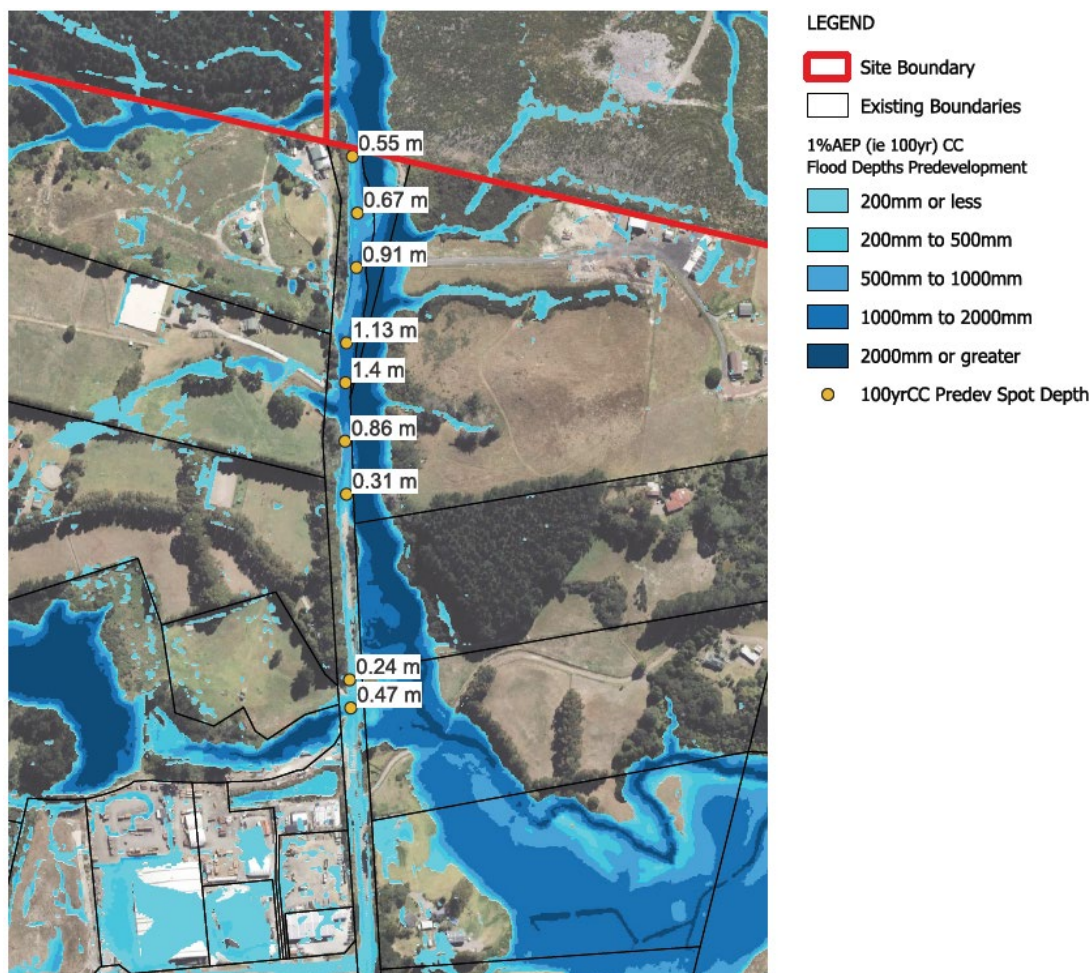 LEGEND
Site Boundary
Existing Boundaries
1%AEP (ie 100yr) CC
Flood Depths Predevelopment
200mm or less
200mm to 500mm
500mm to 1000mm
1000mm to 2000mm
2000mm or greater
100yrCC Predev Spot Depth
0.55 m
0.67 m
0.91 m
1.13 m
1.4 m
0.86 m
0.31 m
0.24 m
0.47 m